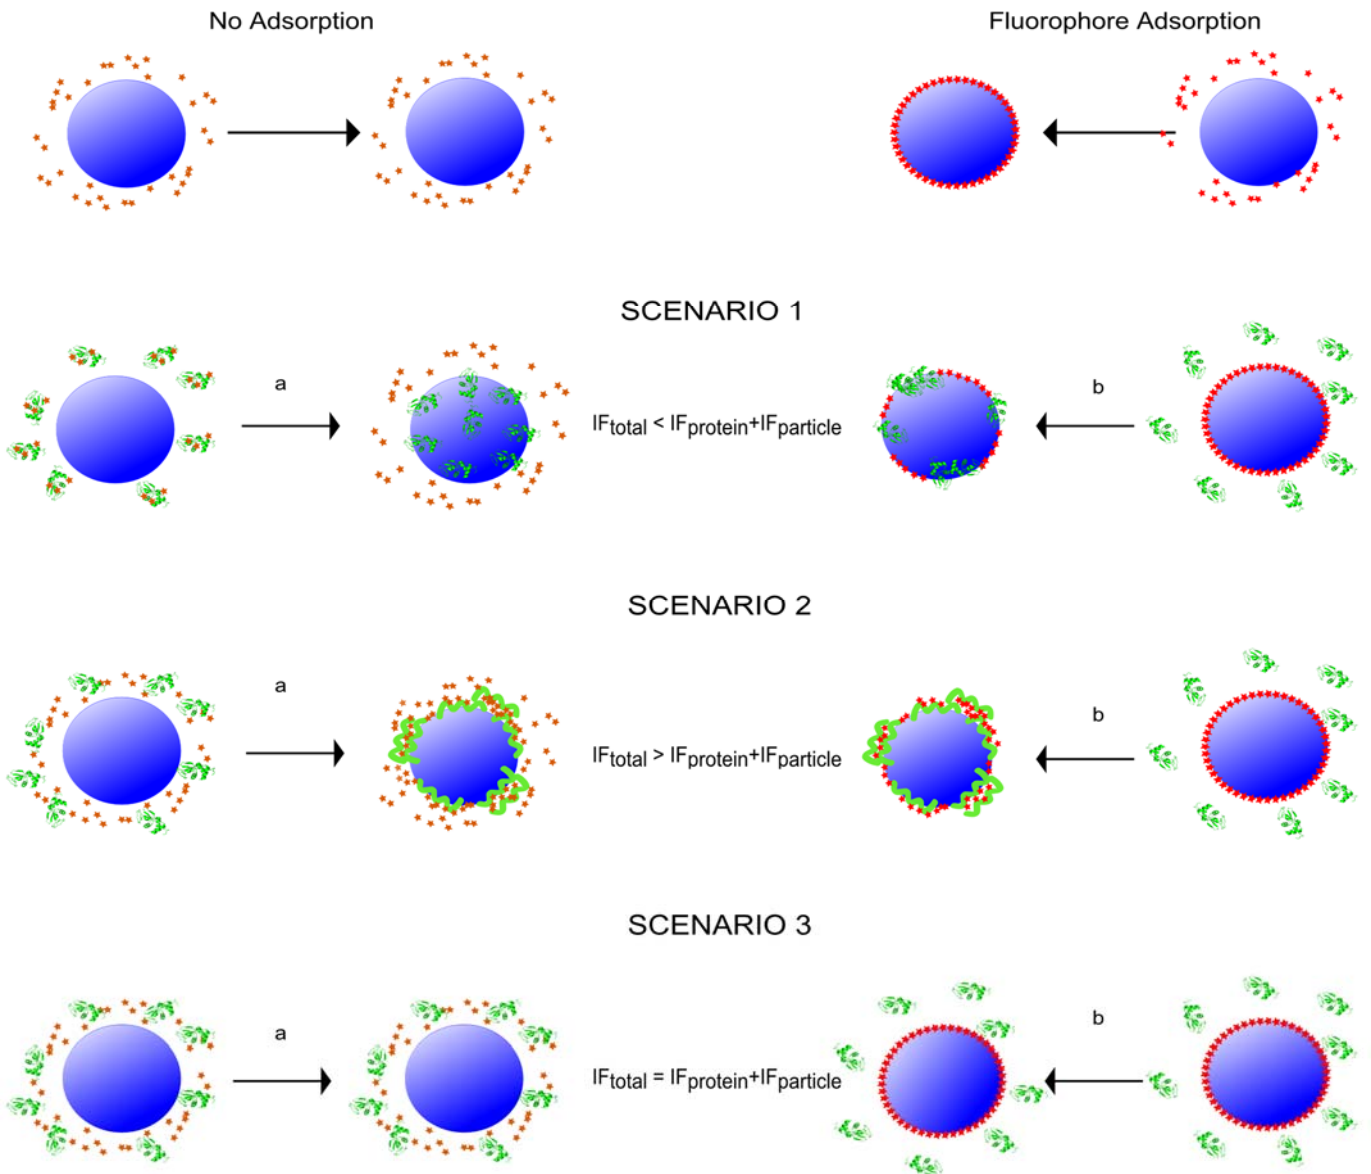 No Adsorption
Fluorophore Adsorption
SCENARIO 1
a
b
IFtotal < IFprotein+IFparticle
SCENARIO 2
a
b
IFtotal > IFprotein+IFparticle
SCENARIO 3
a
b
IFtotal = IFprotein+IFparticle